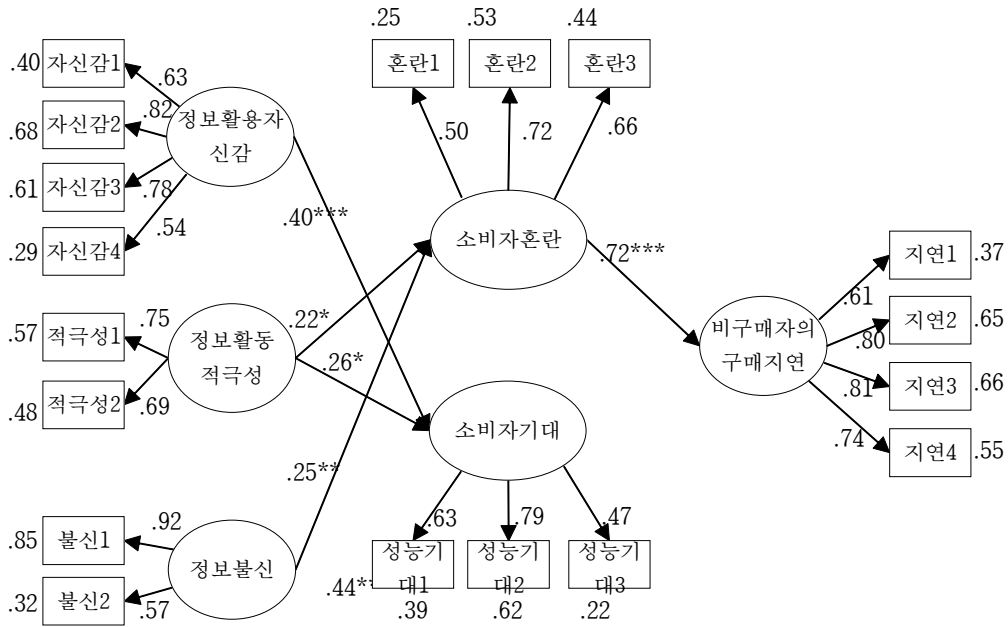 .25
.53
.44
.40
자신감1
.63
혼란1
혼란2
혼란3
.68
자신감2
.82
정보활용자
신감
.50
.72
.66
.61
자신감3
.78
.29
자신감4
.54
.40***
소비자혼란
.72***
지연1
.37
.61
.57
적극성1
.75
정보활동
적극성
.22*
.26*
비구매자의
구매지연
지연2
.65
.80
지연3
.66
.81
.48
적극성2
.69
소비자기대
.74
지연4
.55
.25**
.85
불신1
.92
정보불신
.63
.79
.47
성능기
대1
성능기
대2
성능기
대3
.44*
.32
불신2
.57
.39
.62
.22